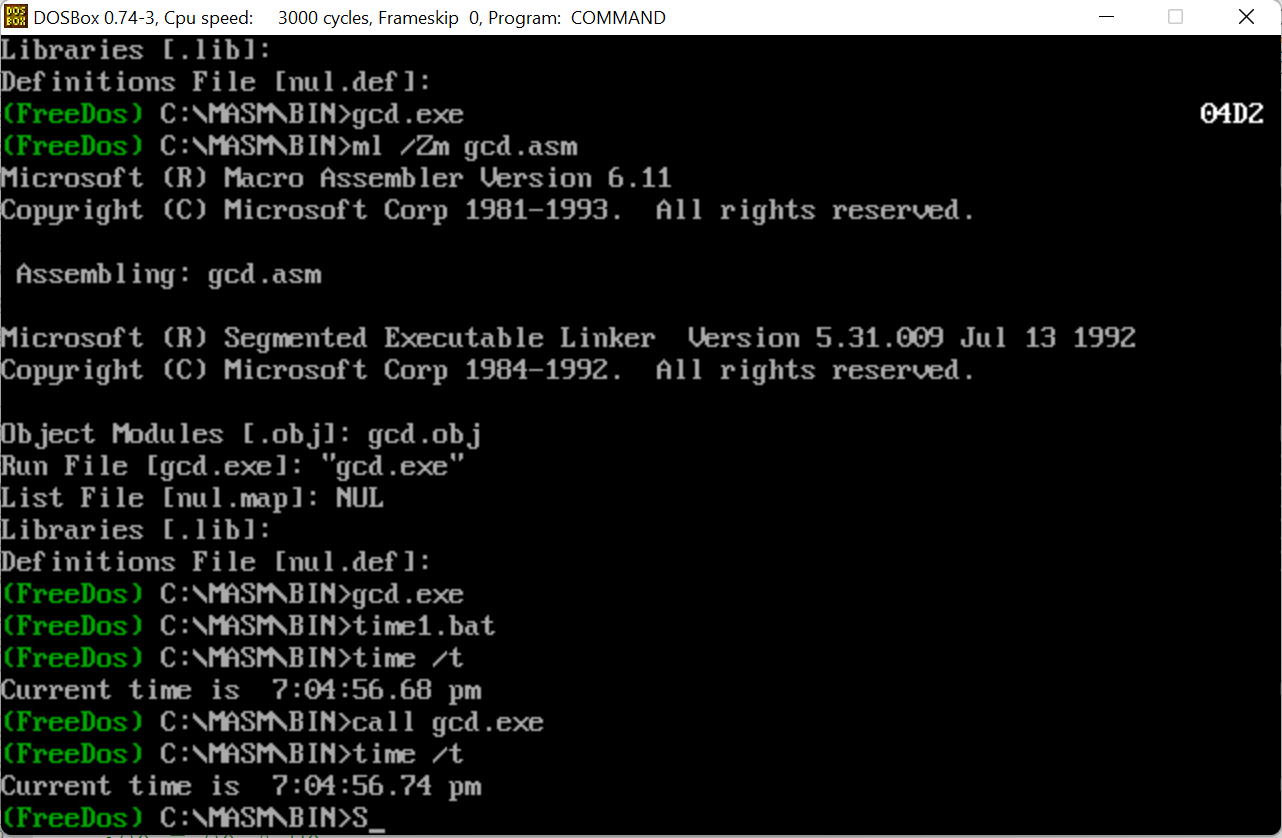 DOSBox 0.74-3, Cpu speed: 3000 cycles, Frameskip 0, Program: COMMAND
Libraries [.lib]:
Definitions File [nul.def]:
(FreeDos) C:\MASM\BIN>gcd.exe 04D2
(FreeDos) C:\MASM\BIN>ml /Zm gcd.asm
Microsoft (R) Macro Assembler Version 6.11
Copyright (C) Microsoft Corp 1981-1993. All rights reserved.
Assembling: gcd.asm
Microsoft (R) Segmented Executable Linker Version 5.31.009 Jul 13 1992
Copyright (C) Microsoft Corp 1984-1992. All rights reserved.
Object Modules [.obj]: gcd.obj
Run File [gcd.exe]: "gcd.exe"
List File [nul.map]: NUL
Libraries [.lib]:
Definitions File [nul.def]:
(FreeDos) C:\MASM\BIN>gcd.exe
(FreeDos) C:\MASM\BIN>time1.bat
(FreeDos) C:\MASM\BIN>time /t
Current time is 7:04:56.68 pm
(FreeDos) C:\MASM\BIN>call gcd.exe
(FreeDos) C:\MASM\BIN>time /t
Current time is 7:04:56.74 pm
(FreeDos) C:\MASM\BIN>S_